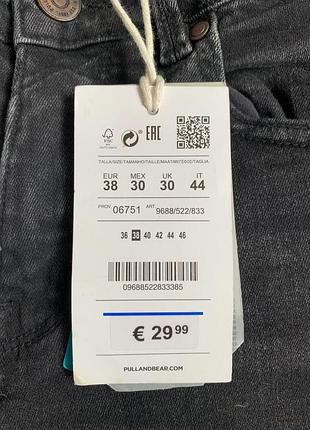 FSC
EAC
TALLA/SIZE/TAMANHO/TAILLE/MAAT/ΜΕΓΕΘΟΣ/TAGLIA
EUR MEX UK IT
38 30 30 44
PROV. 06751 ART. 9688/522/833
36 38 40 42 44 46
09688522833385
€ 29 99
PULLANDBEAR.COM